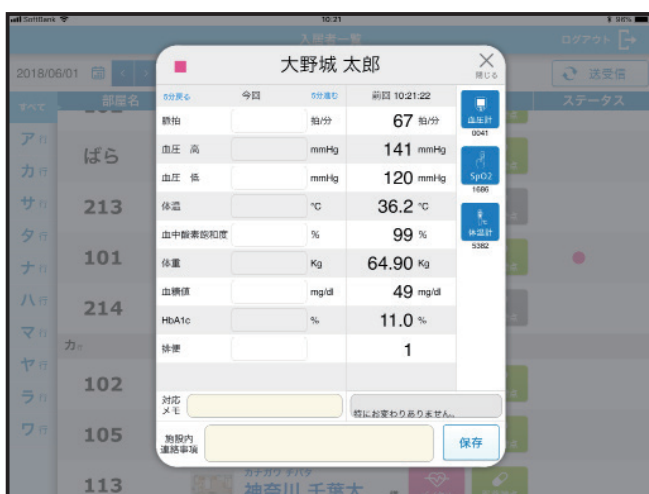 SoftBank 10:21 98%
入居者一覧
ログアウト
2018/06/01
送受信
大野城 太郎
閉じる
すべて
部屋名
ステータス
5分戻る 今回 5分進む 前回 10:21:22
脈拍 拍/分 67 拍/分
血圧 高 mmHg 141 mmHg
血圧 低 mmHg 120 mmHg
体温 ℃ 36.2 ℃
血中酸素飽和度 % 99 %
体重 Kg 64.90 Kg
血糖値 mg/dl 49 mg/dl
HbA1c % 11.0 %
排便 1
血圧計
0041
SpO2
1686
体温計
5382
対応
メモ
特にお変わりありません。
施設内
連絡事項
保存
ア行
カ行
サ行
タ行
ナ行
ハ行
マ行
ヤ行
ラ行
ワ行
ばら
213
101
214
カ行
102
105
113
カナガワ チバタ
神奈川 千葉太